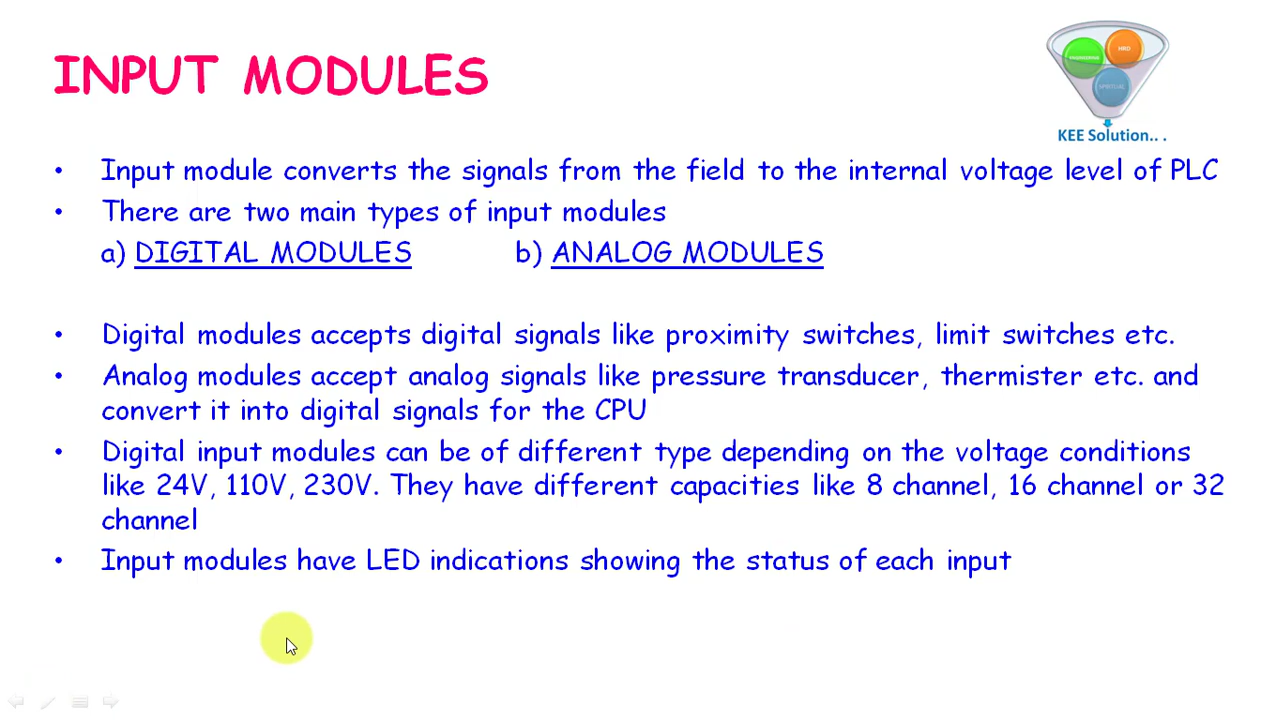 INPUT MODULES
ENGINEERING
HRD
SPIRITUAL
KEE Solution.. .
• Input module converts the signals from the field to the internal voltage level of PLC
• There are two main types of input modules
a) DIGITAL MODULES b) ANALOG MODULES
• Digital modules accepts digital signals like proximity switches, limit switches etc.
• Analog modules accept analog signals like pressure transducer, thermister etc. and
convert it into digital signals for the CPU
• Digital input modules can be of different type depending on the voltage conditions
like 24V, 110V, 230V. They have different capacities like 8 channel, 16 channel or 32
channel
• Input modules have LED indications showing the status of each input